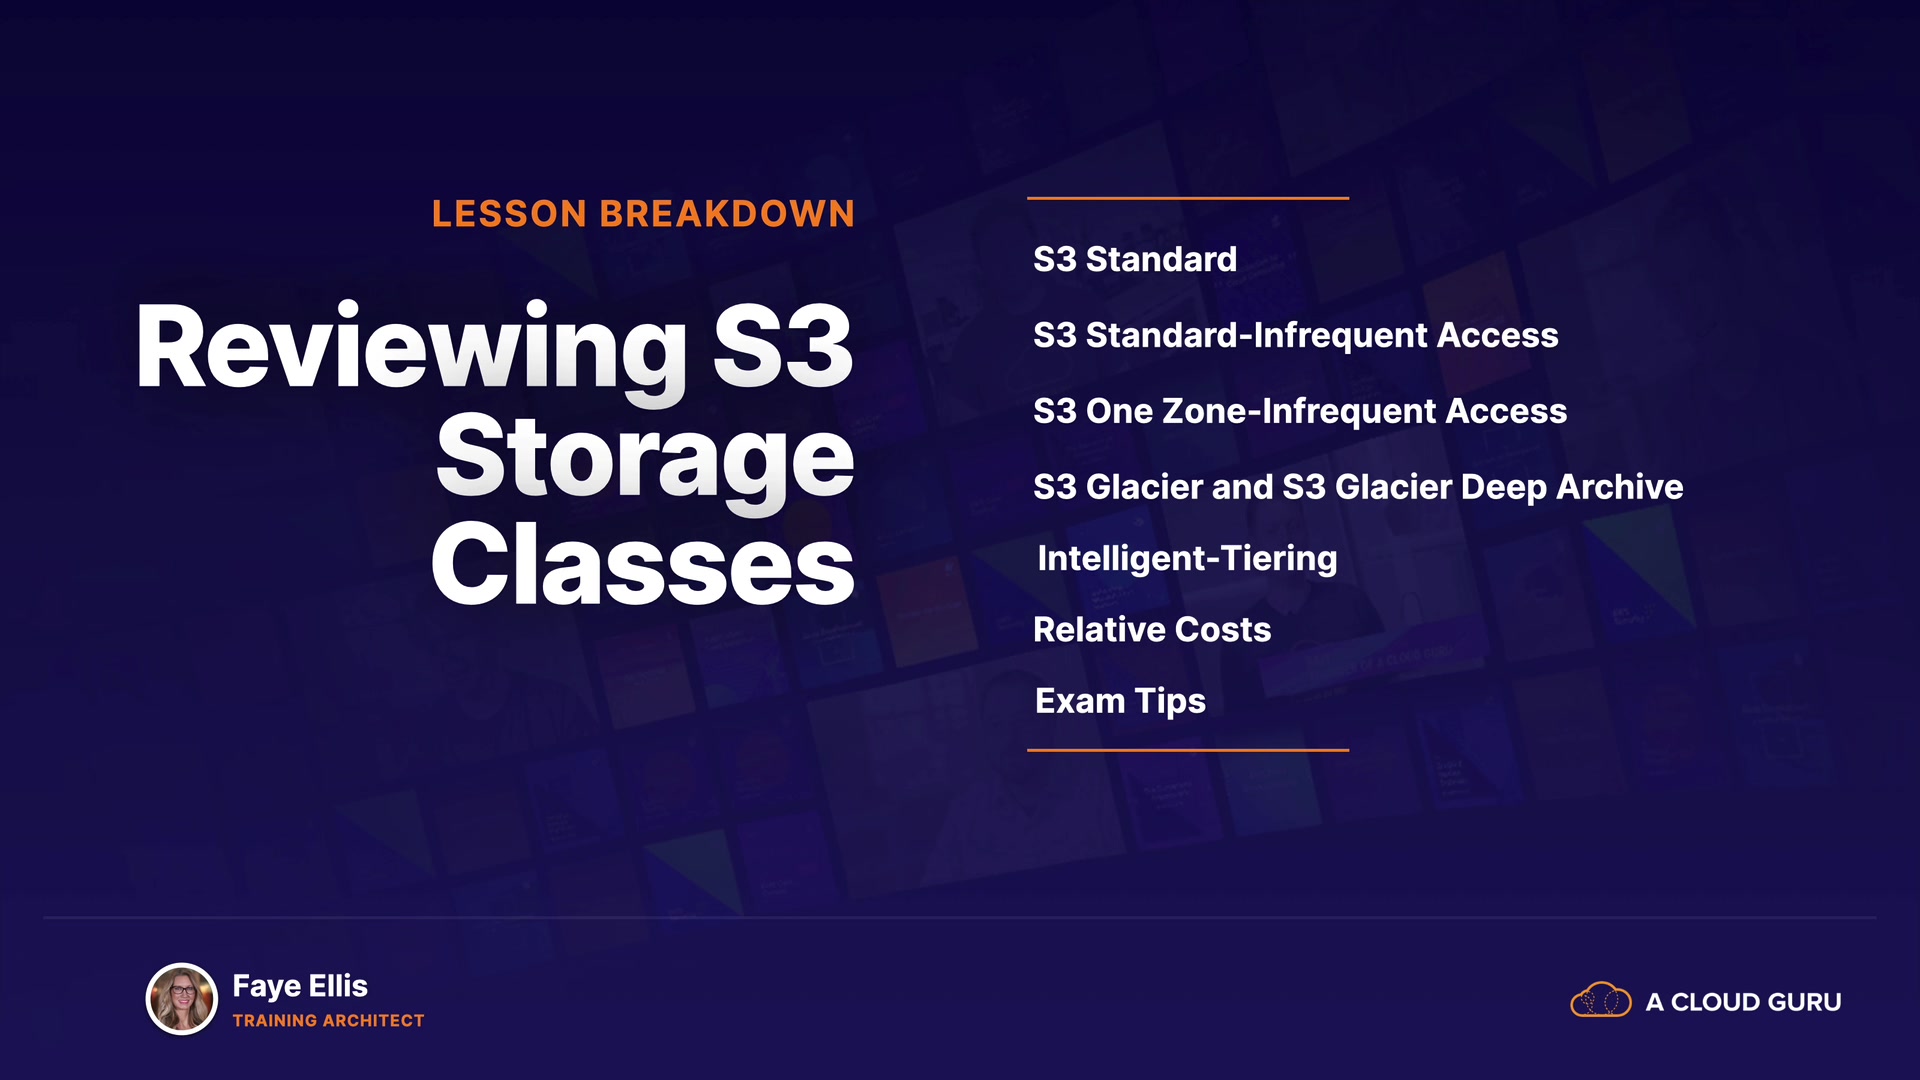 LESSON BREAKDOWN
Reviewing S3
Storage
Classes
S3 Standard
S3 Standard-Infrequent Access
S3 One Zone-Infrequent Access
S3 Glacier and S3 Glacier Deep Archive
Intelligent-Tiering
Relative Costs
Exam Tips
Faye Ellis
TRAINING ARCHITECT
A CLOUD GURU